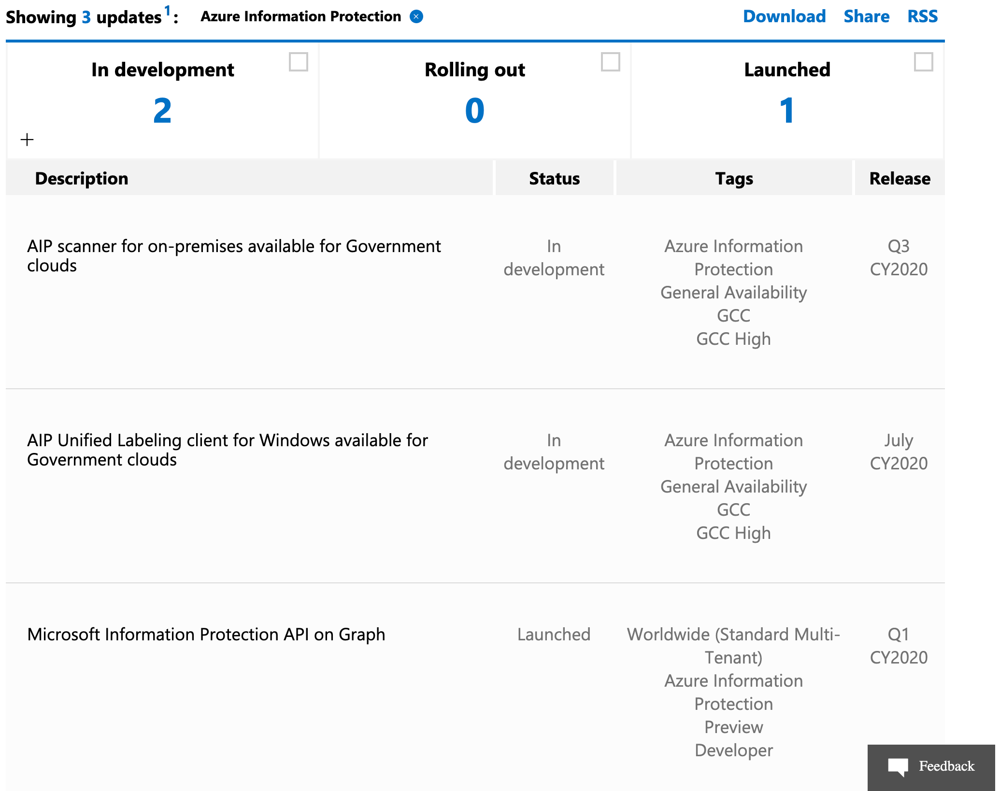 Showing 3 updates 1 : Azure Information Protection Download Share RSS
In development Rolling out Launched
2 0 1
+
Description Status Tags Release
AIP scanner for on-premises available for Government
clouds
In
development
Azure Information
Protection
General Availability
GCC
GCC High
Q3
CY2020
AIP Unified Labeling client for Windows available for
Government clouds
In
development
Azure Information
Protection
General Availability
GCC
GCC High
July
CY2020
Microsoft Information Protection API on Graph
Launched
Worldwide (Standard Multi-
Tenant)
Azure Information
Protection
Preview
Developer
Q1
CY2020
Feedback